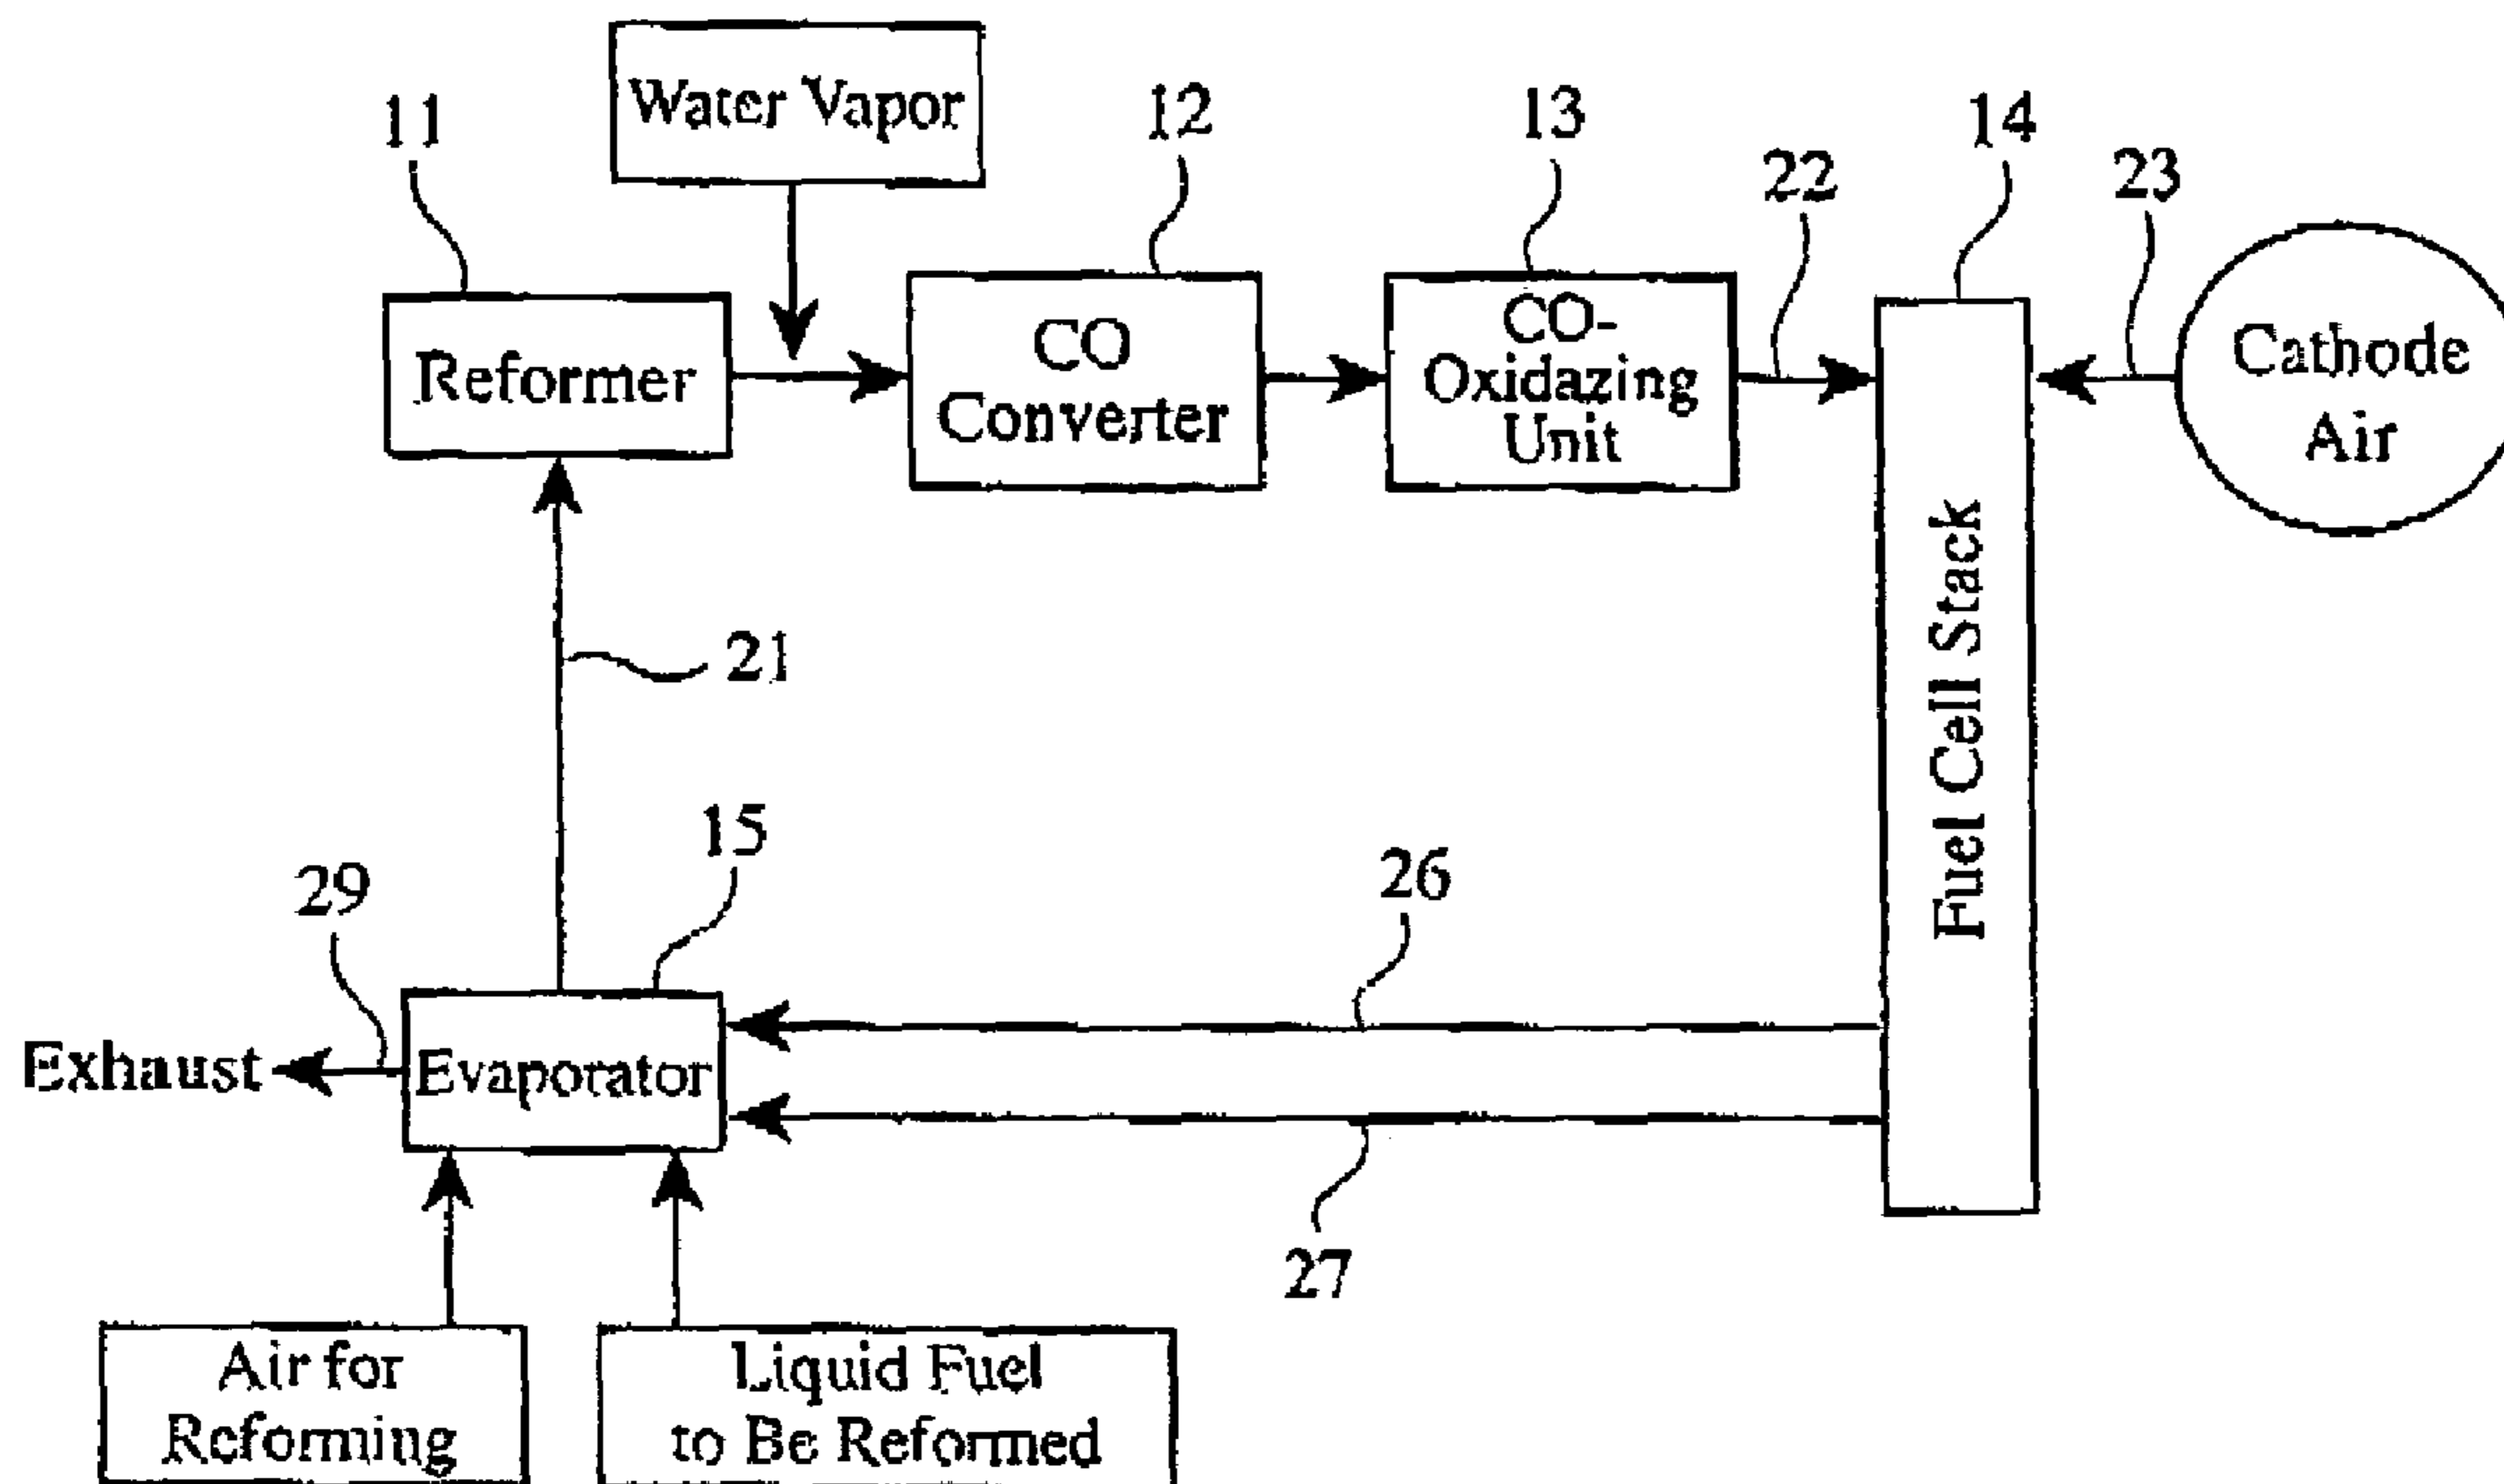 Water Vapor
11
12
13
14
22
23
Reformer
CO
Converter
CO-
Oxidazing
Unit
Cathode
Air
Fuel Cell Stack
21
15
29
26
Exhaust
Evaporator
27
Air for
Reforming
Liquid Fuel
to Be Reformed